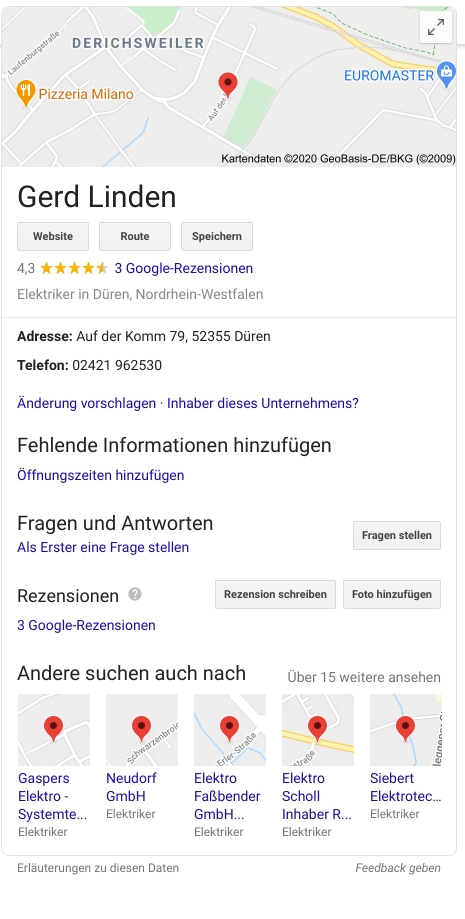 Laufenburgstraße
DERICHSWEILER
EUROMASTER
Pizzeria Milano
Auf der
Kartendaten ©2020 GeoBasis-DE/BKG (©2009)
Gerd Linden
Website Route Speichern
4,3 3 Google-Rezensionen
Elektriker in Düren, Nordrhein-Westfalen
Adresse: Auf der Komm 79, 52355 Düren
Telefon: 02421 962530
Änderung vorschlagen · Inhaber dieses Unternehmens?
Fehlende Informationen hinzufügen
Öffnungszeiten hinzufügen
Fragen und Antworten
Fragen stellen
Als Erster eine Frage stellen
Rezensionen ? Rezension schreiben Foto hinzufügen
3 Google-Rezensionen
Andere suchen auch nach Über 15 weitere ansehen
Schwarzenbroic
Erler-Straße
straße
leggener St
Gaspers Neudorf Elektro Elektro Siebert
Elektro - GmbH Faßbender Scholl Elektrotec...
Systemte... Elektriker GmbH... Inhaber R... Elektriker
Elektriker Elektriker Elektriker
Erläuterungen zu diesen Daten Feedback geben